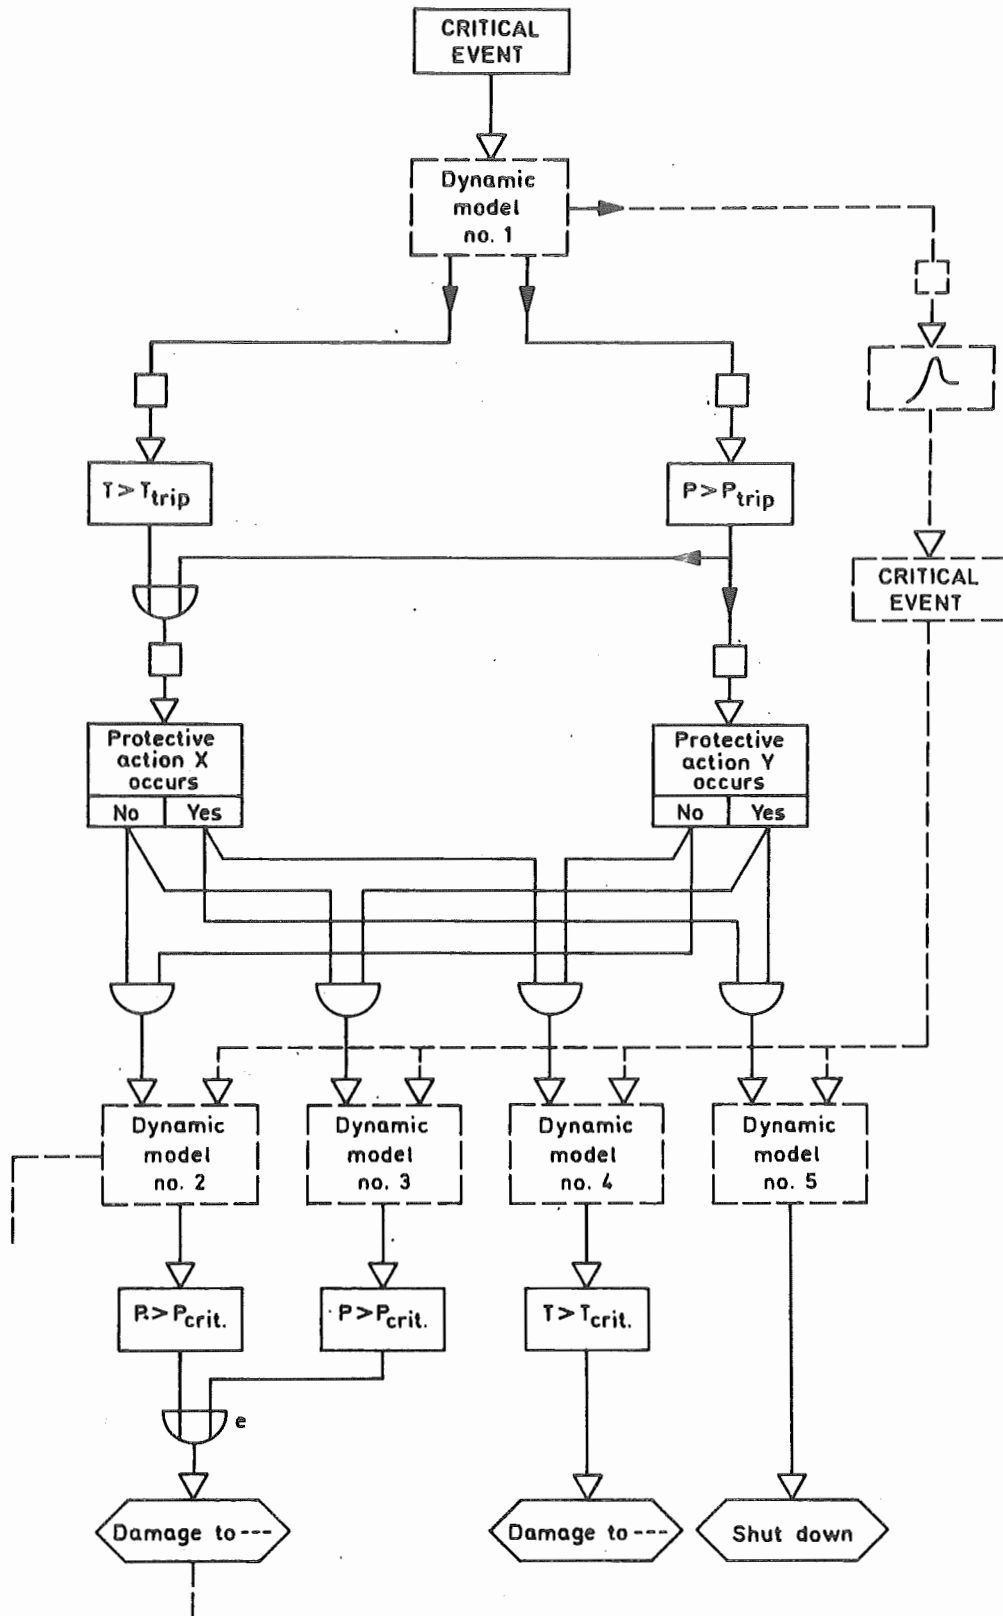 CRITICAL
EVENT
Dynamic
model
no. 1
T > Ttrip
P > Ptrip
CRITICAL
EVENT
Protective
action X
occurs
No
Yes
Protective
action Y
occurs
No
Yes
Dynamic
model
no. 2
Dynamic
model
no. 3
Dynamic
model
no. 4
Dynamic
model
no. 5
P. > Pcrit.
P > Pcrit.
T > Tcrit.
e
Damage to ---
Damage to ---
Shut down